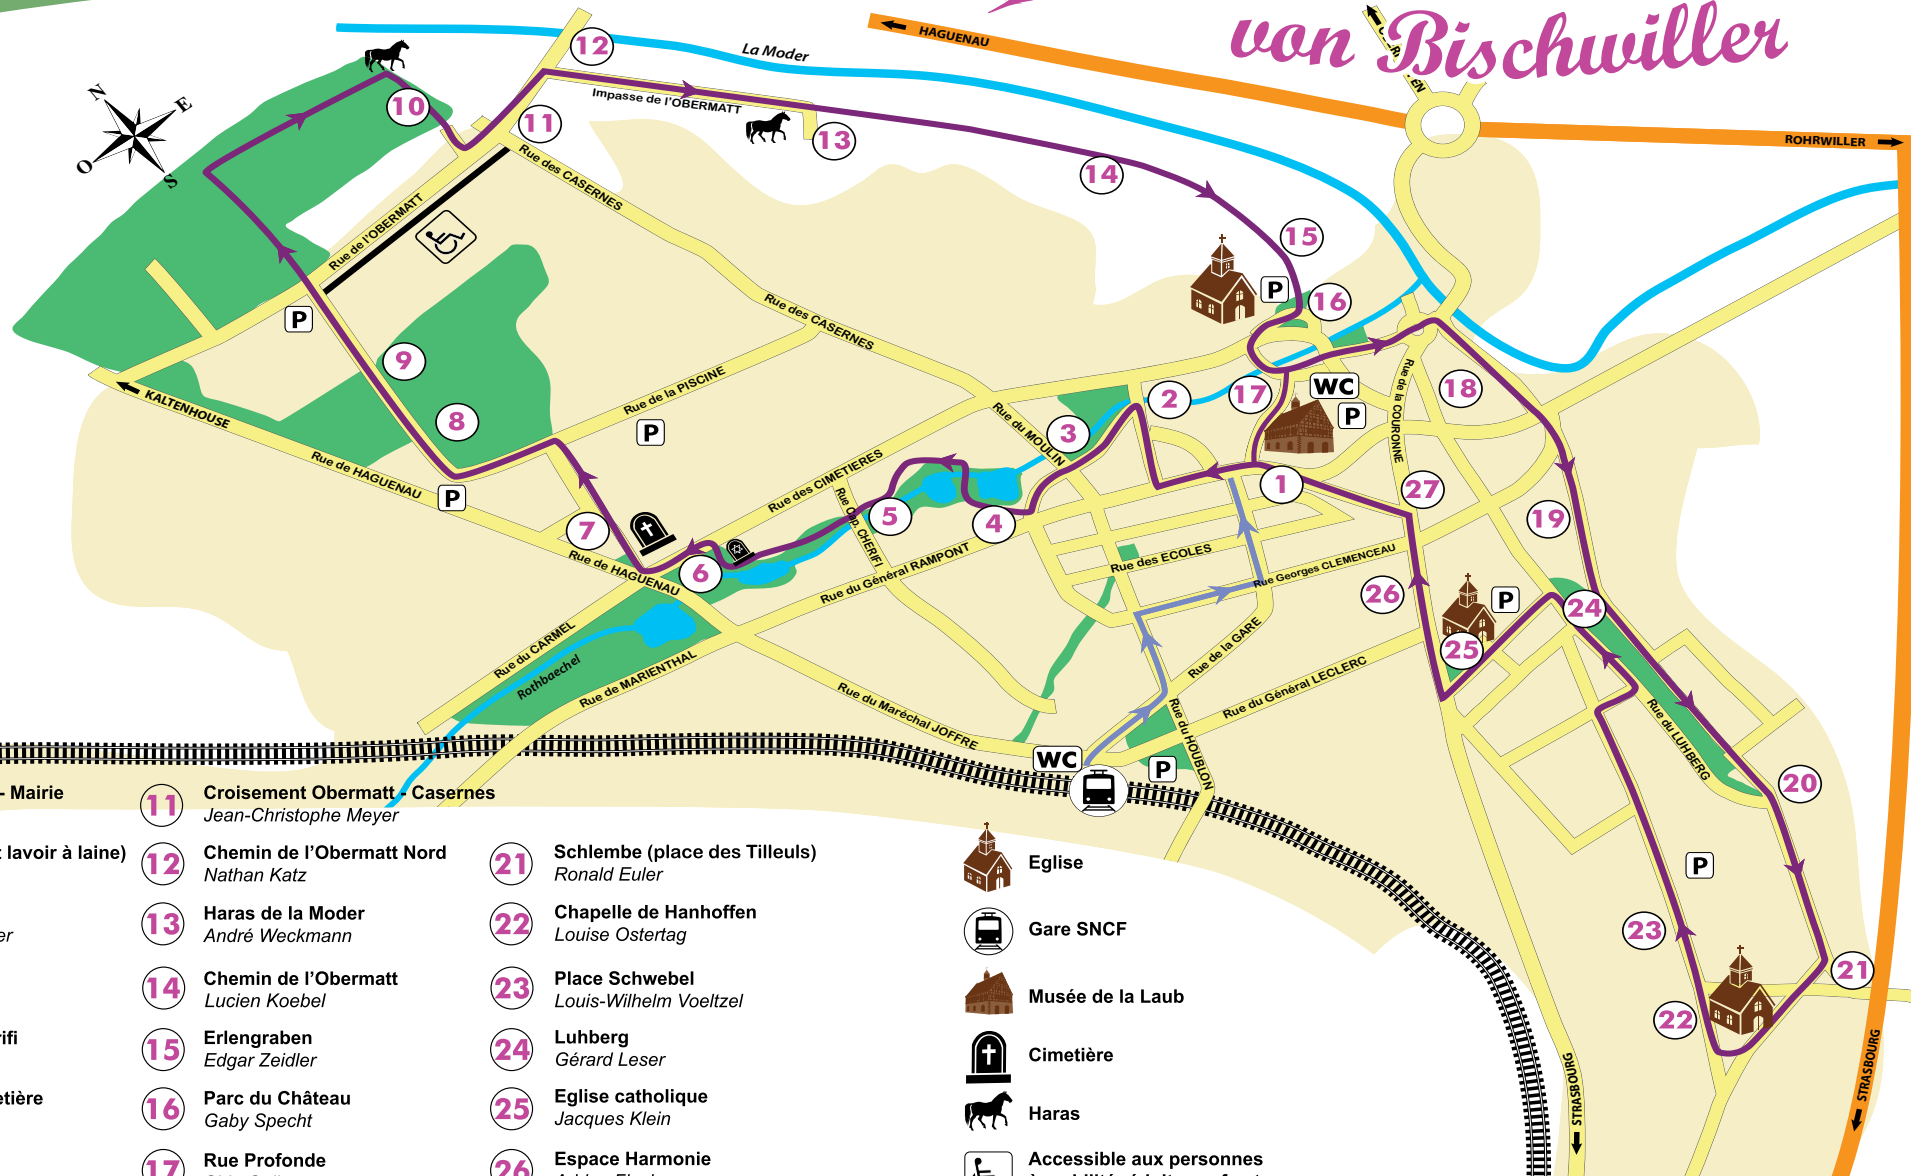 von Bischwiller
HAGUENAU
La Moder
ROHRWILLER
N
E
O
S
12
10
11
Impasse de l'OBERMATT
13
14
Rue des CASERNES
Rue de l'OBERMATT
15
P
16
P
9
Rue des CASERNES
KALTENHOUSE
8
Rue de la PISCINE
P
Rue de HAGUENAU
P
Rue du MOULIN
3
2
17
WC
P
Rue de la COURONNE
18
Rue des CIMETIERES
Rue Cap. CHERIFI
5
4
1
27
19
7
6
Rue de HAGUENAU
Rue du Général RAMPONT
Rue des ECOLES
Rue Georges CLEMENCEAU
26
P
24
25
Rue du CARMEL
Rothbaechel
Rue de MARIENTHAL
Rue du Maréchal JOFFRE
Rue de la GARE
Rue du Général LECLERC
Rue du HOUBLON
Rue du LUHBERG
WC
P
20
P
23
21
22
STRASBOURG
STRASBOURG
- Mairie
lavoir à laine)
er
rifi
etière
11
Croisement Obermatt - Casernes
Jean-Christophe Meyer
12
Chemin de l'Obermatt Nord
Nathan Katz
13
Haras de la Moder
André Weckmann
14
Chemin de l'Obermatt
Lucien Koebel
15
Erlengraben
Edgar Zeidler
16
Parc du Château
Gaby Specht
17
Rue Profonde
21
Schlembe (place des Tilleuls)
Ronald Euler
22
Chapelle de Hanhoffen
Louise Ostertag
23
Place Schwebel
Louis-Wilhelm Voeltzel
24
Luhberg
Gérard Leser
25
Eglise catholique
Jacques Klein
26
Espace Harmonie
Eglise
Gare SNCF
Musée de la Laub
Cimetière
Haras
Accessible aux personnes